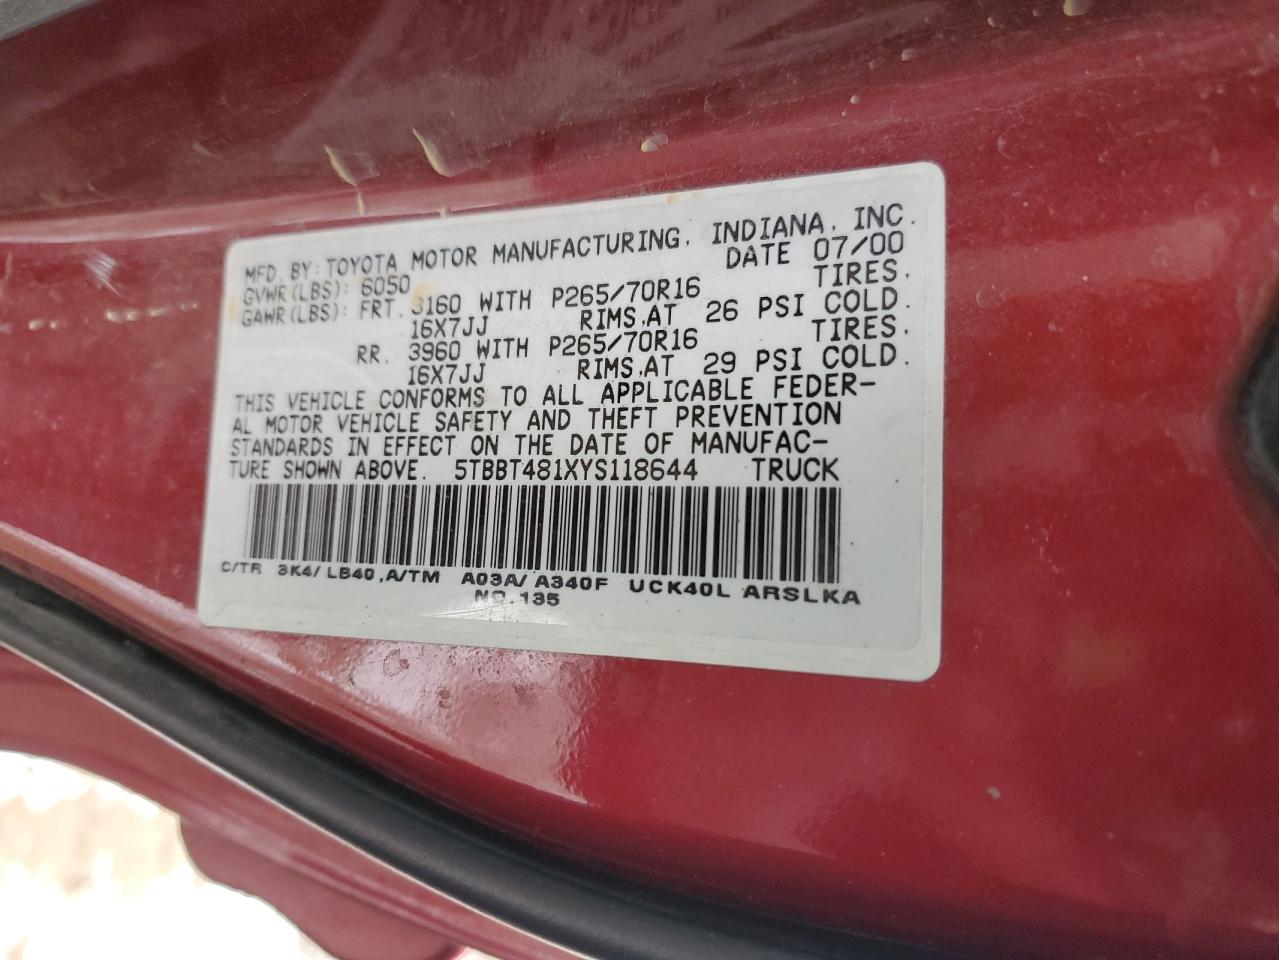 MFD. BY: TOYOTA MOTOR MANUFACTURING, INDIANA, INC.
GVWR(LBS): 6050 DATE 07/00
GAWR(LBS): FRT. 3160 WITH P265/70R16 TIRES.
16X7JJ RIMS.AT 26 PSI COLD.
RR. 3960 WITH P265/70R16 TIRES.
16X7JJ RIMS.AT 29 PSI COLD.
THIS VEHICLE CONFORMS TO ALL APPLICABLE FEDER-
AL MOTOR VEHICLE SAFETY AND THEFT PREVENTION
STANDARDS IN EFFECT ON THE DATE OF MANUFAC-
TURE SHOWN ABOVE. 5TBBT481XYS118644 TRUCK
C/TR 3K4/ LB40 ,A/TM A03A/ A340F UCK40L ARSLKA
NO.135